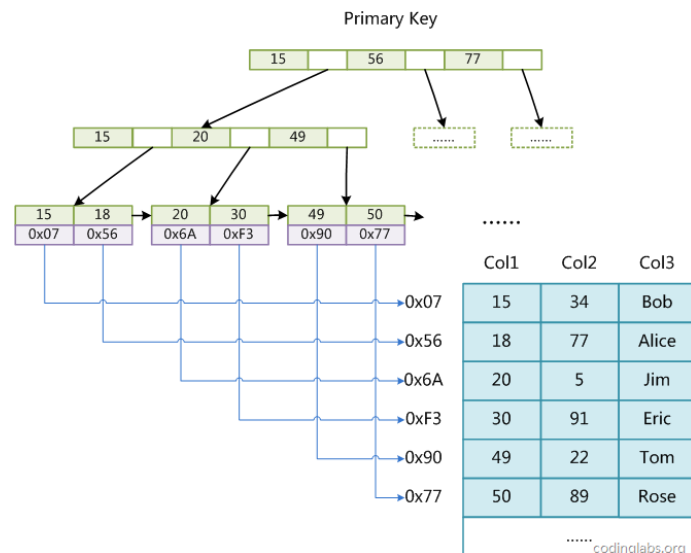 Primary Key
15 56 77
15 20 49 ...... ......
15 18 20 30 49 50
0x07 0x56 0x6A 0xF3 0x90 0x77
......
Col1 Col2 Col3
0x07 15 34 Bob
0x56 18 77 Alice
0x6A 20 5 Jim
0xF3 30 91 Eric
0x90 49 22 Tom
0x77 50 89 Rose
......
codinglabs.org